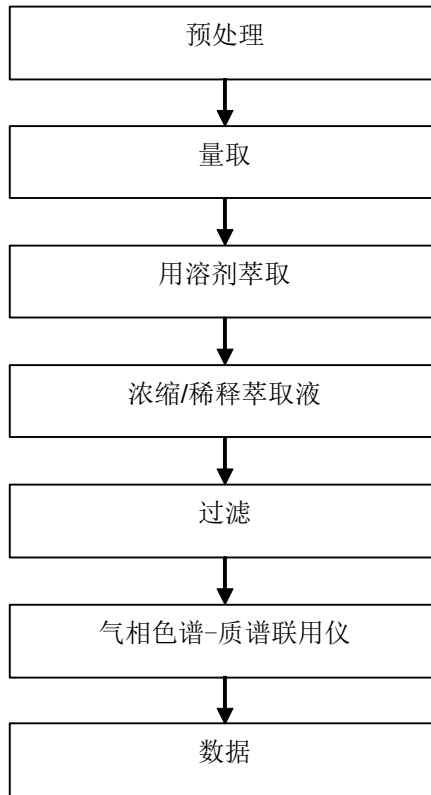 预处理
量取
用溶剂萃取
浓缩/稀释萃取液
过滤
气相色谱-质谱联用仪
数据